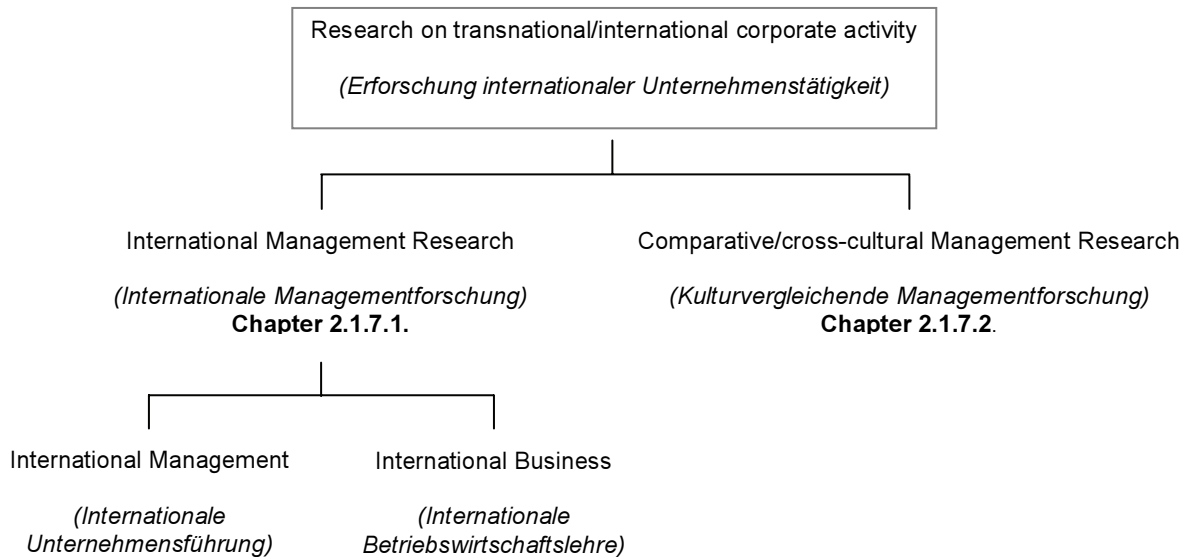 Research on transnational/international corporate activity
(Erforschung internationaler Unternehmenstätigkeit)
International Management Research
(Internationale Managementforschung)
Chapter 2.1.7.1.
Comparative/cross-cultural Management Research
(Kulturvergleichende Managementforschung)
Chapter 2.1.7.2.
International Management
(Internationale
Unternehmensführung)
International Business
(Internationale
Betriebswirtschaftslehre)